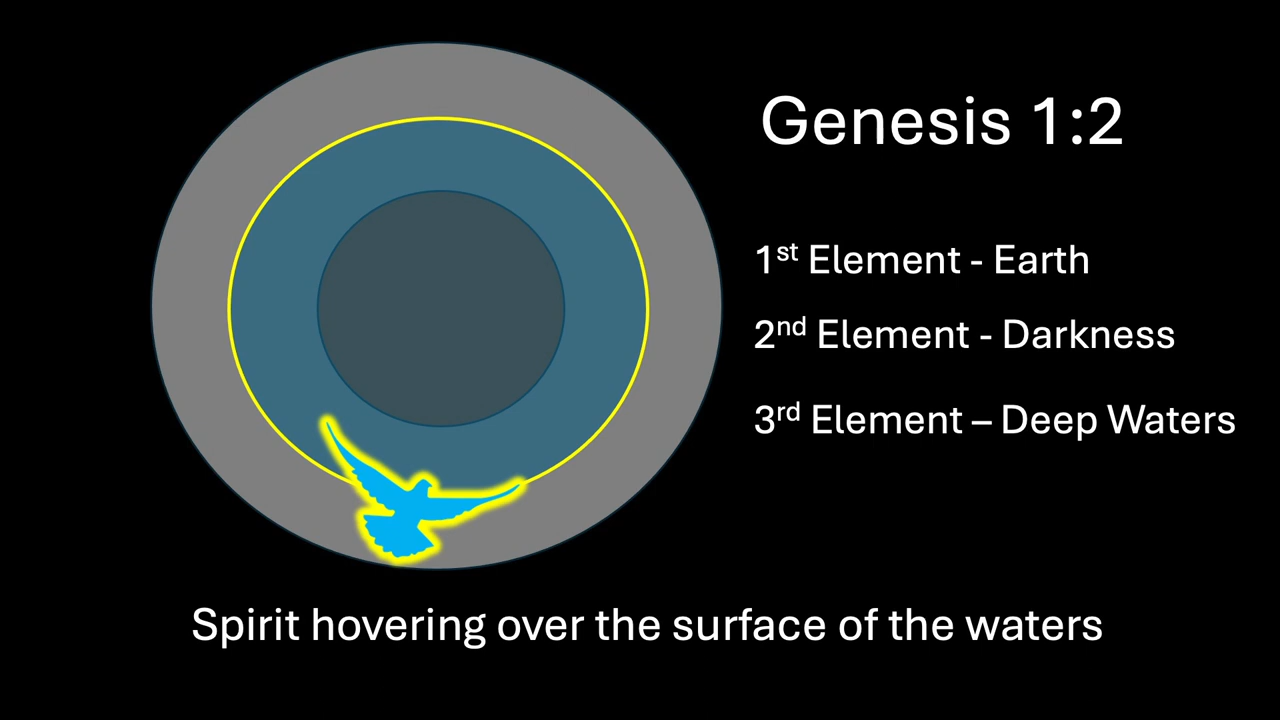 Genesis 1:2
1st Element - Earth
2nd Element - Darkness
3rd Element – Deep Waters
Spirit hovering over the surface of the waters